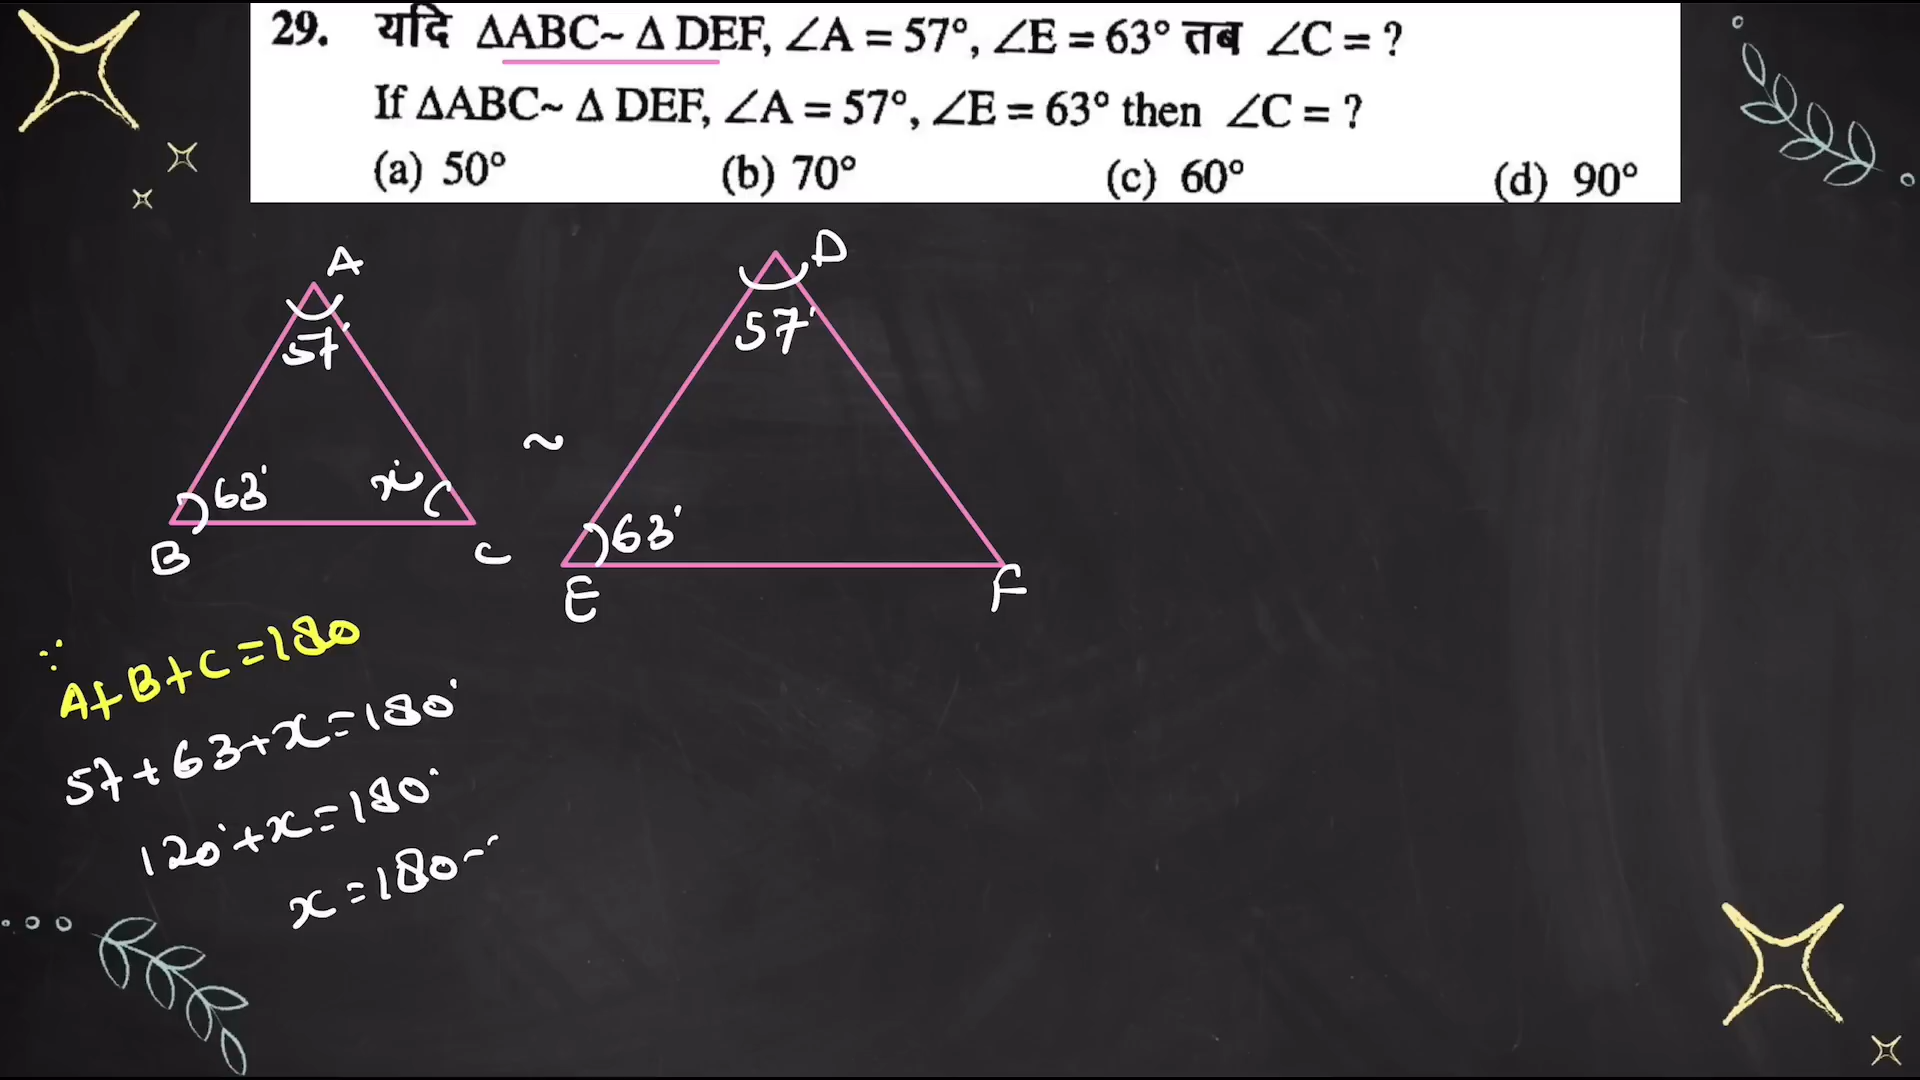 29. यदि ΔABC~ Δ DEF, ∠A = 57°, ∠E = 63° तब ∠C = ?
If ΔABC~ Δ DEF, ∠A = 57°, ∠E = 63° then ∠C = ?
(a) 50° (b) 70° (c) 60° (d) 90°
A
57°
63°
x°
B
C
~
D
57°
63°
E
F
∵
A+B+C=180
57+63+x=180°
120°+x=180°
x=180-